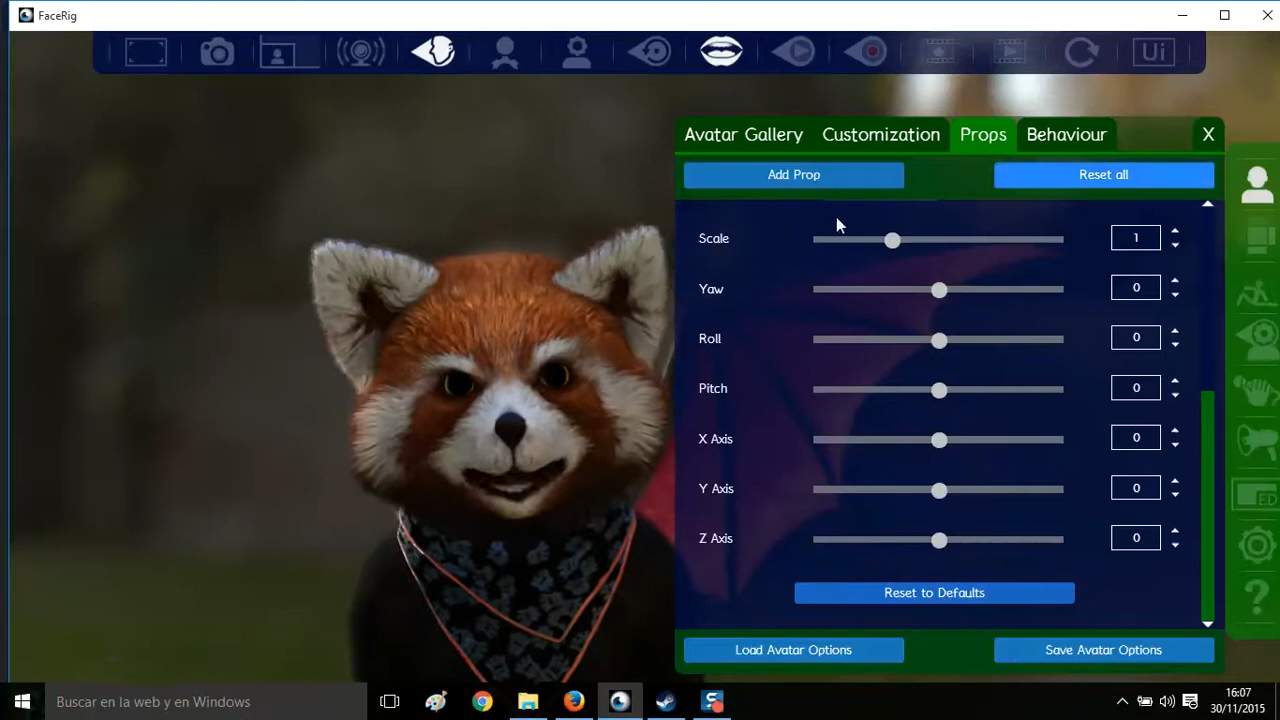 FaceRig
Ui
Avatar Gallery Customization Props Behaviour X
Add Prop Reset all
Scale 1
Yaw 0
Roll 0
Pitch 0
X Axis 0
Y Axis 0
Z Axis 0
Reset to Defaults
Load Avatar Options Save Avatar Options
ED
?
Buscar en la web y en Windows
16:07
30/11/2015